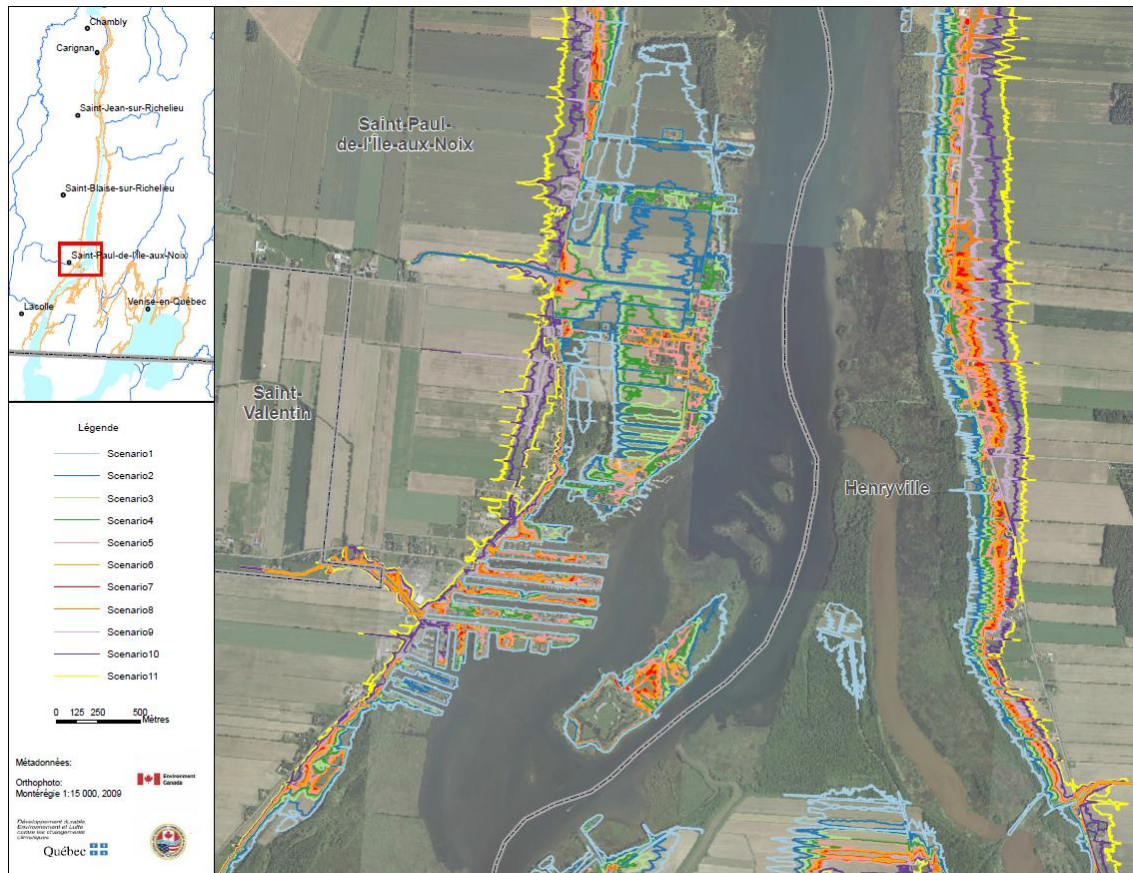 Chambly
Carignan
Saint-Jean-sur-Richelieu
Saint-Blaise-sur-Richelieu
Saint-Paul-de-l'Île-aux-Noix
Lacolle
Venise-en-Québec
Légende
Scenario1
Scenario2
Scenario3
Scenario4
Scenario5
Scenario6
Scenario7
Scenario8
Scenario9
Scenario10
Scenario11
0 125 250 500
Mètres
Métadonnées:
Orthophoto:
Montérégie 1:15 000, 2009
Environment
Canada
Développement durable,
Environnement et Lutte
contre les changements
climatiques
Québec
Saint-Paul-
de-l'Île-aux-Noix
Saint-
Valentin
Henryville